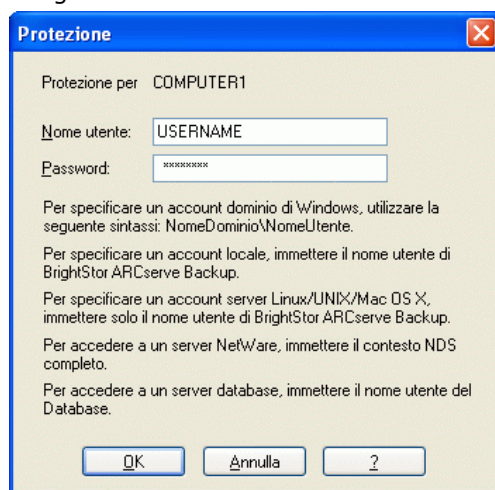 Protezione
Protezione per COMPUTER1
Nome utente: USERNAME
Password: ********
Per specificare un account dominio di Windows, utilizzare la
seguente sintassi: NomeDominio\NomeUtente.
Per specificare un account locale, immettere il nome utente di
BrightStor ARCserve Backup.
Per specificare un account server Linux/UNIX/Mac OS X,
immettere solo il nome utente di BrightStor ARCserve Backup.
Per accedere a un server NetWare, immettere il contesto NDS
completo.
Per accedere a un server database, immettere il nome utente del
Database.
OK Annulla ?